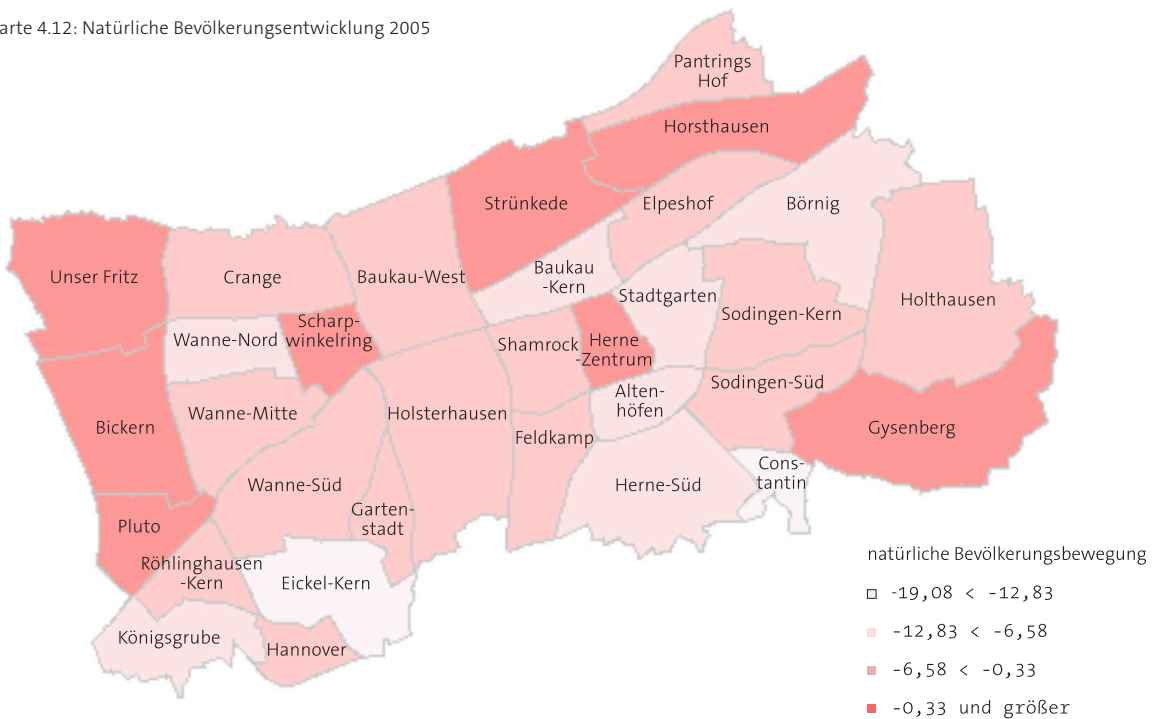 arte 4.12: Natürliche Bevölkerungsentwicklung 2005
Pantrings
Hof
Horsthausen
Strünkede
Elpeshof
Börnig
Unser Fritz
Crange
Baukau-West
Baukau
-Kern
Stadtgarten
Holthausen
Sodingen-Kern
Wanne-Nord
Scharp-
winkelring
Shamrock
Herne
-Zentrum
Sodingen-Süd
Alten-
höfen
Wanne-Mitte
Holsterhausen
Bickern
Feldkamp
Gysenberg
Wanne-Süd
Herne-Süd
Cons-
tantin
Garten-
stadt
Pluto
Röhlinghausen
-Kern
Eickel-Kern
Königsgrube
Hannover
natürliche Bevölkerungsbewegung
-19,08 < -12,83
-12,83 < -6,58
-6,58 < -0,33
-0,33 und größer